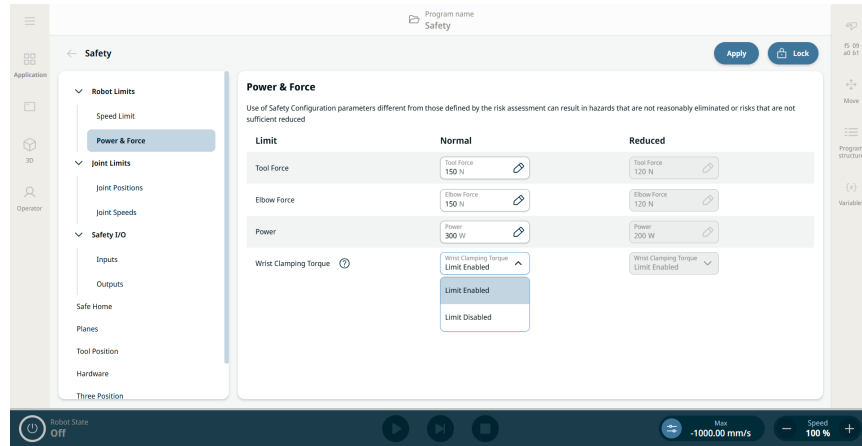 Program name
Safety
Safety
Apply
Lock
f5 09
a0 b1
Application
Move
3D
Program
structure
Operator
Variable
Robot Limits
Speed Limit
Power & Force
Joint Limits
Joint Positions
Joint Speeds
Safety I/O
Inputs
Outputs
Safe Home
Planes
Tool Position
Hardware
Three Position
Power & Force
Use of Safety Configuration parameters different from those defined by the risk assessment can result in hazards that are not reasonably eliminated or risks that are not
sufficient reduced
Limit Normal Reduced
Tool Force
Tool Force
150 N
Tool Force
120 N
Elbow Force
Elbow Force
150 N
Elbow Force
120 N
Power
Power
300 W
Power
200 W
Wrist Clamping Torque ?
Wrist Clamping Torque
Limit Enabled
Wrist Clamping Torque
Limit Enabled
Limit Enabled
Limit Disabled
Robot State
Off
Max
-1000.00 mm/s
Speed
100 %